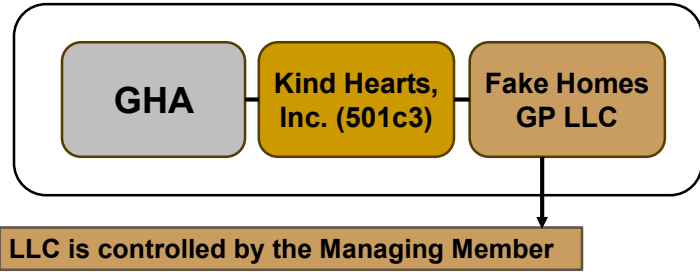 GHA
Kind Hearts,
Inc. (501c3)
Fake Homes
GP LLC
LLC is controlled by the Managing Member